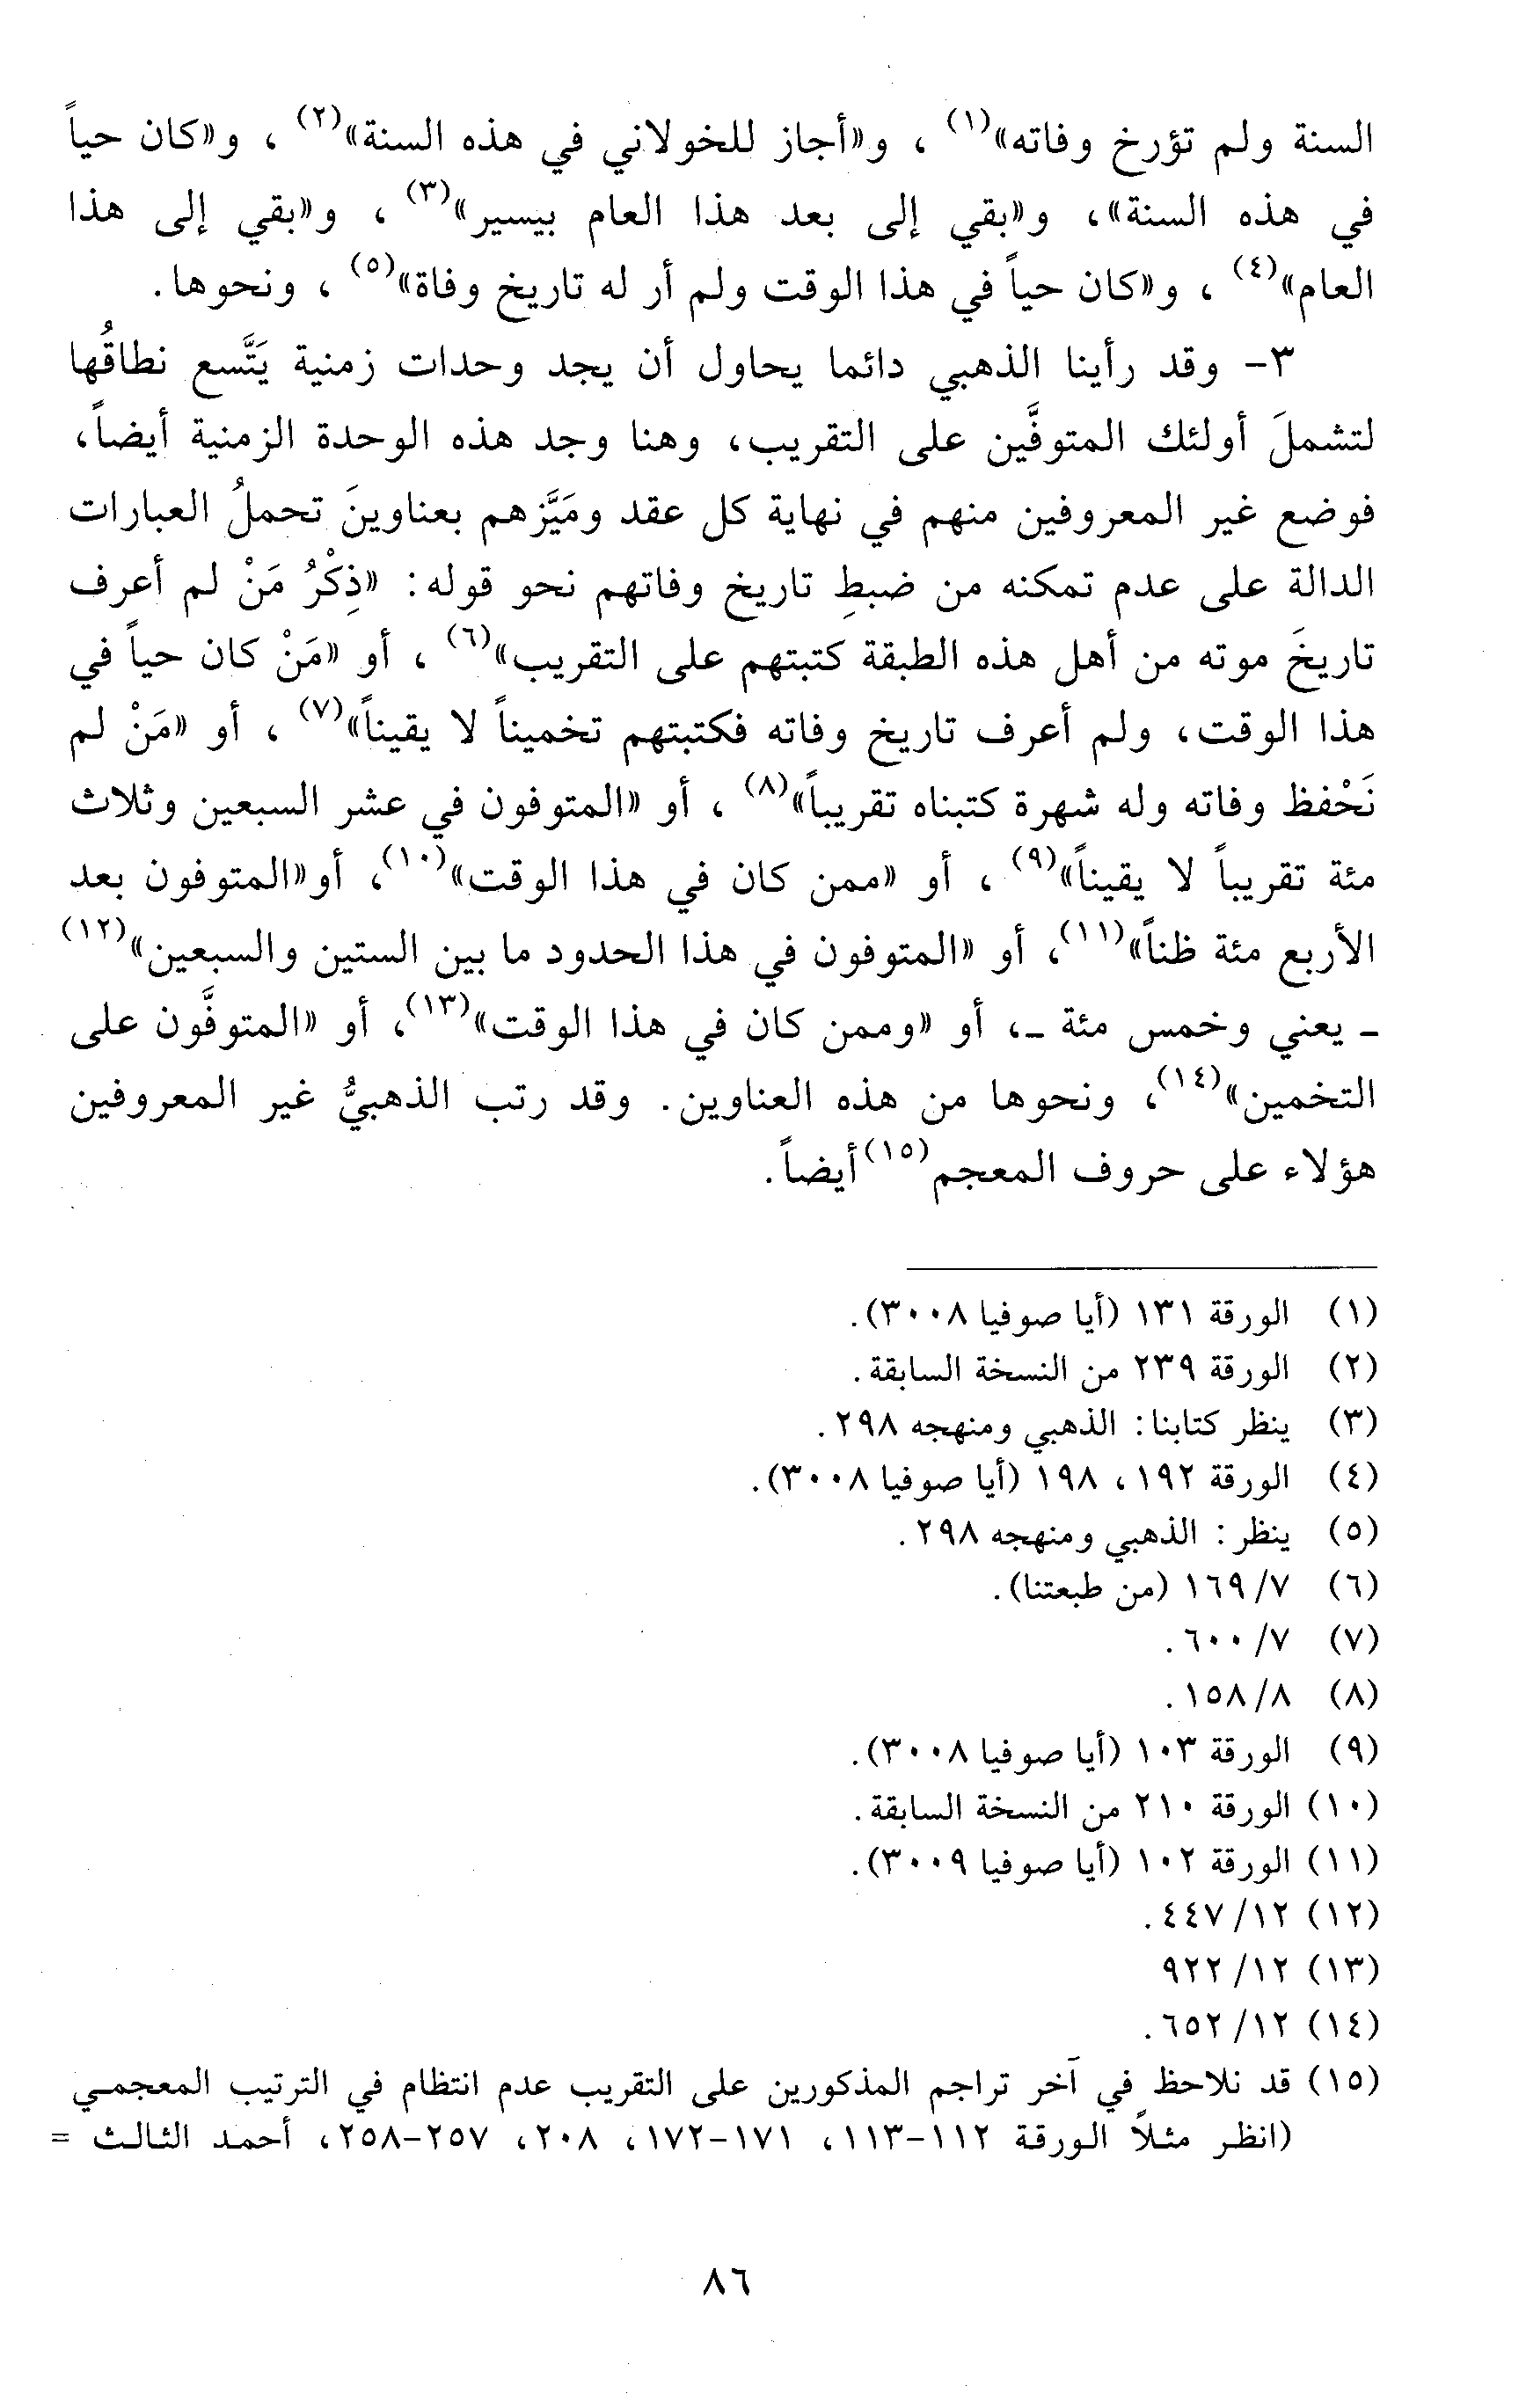 السنة ولم تؤرخ وفاته»(١) ، و«أجاز للخولاني في هذه السنة»(٢) ، و«كان حياً
في هذه السنة»، و«بقي إلى بعد هذا العام بيسير»(٣) ، و«بقي إلى هذا
العام»(٤) ، و«كان حياً في هذا الوقت ولم أر له تاريخ وفاة»(٥) ، ونحوها.
٣- وقد رأينا الذهبي دائما يحاول أن يجد وحدات زمنية يَتَّسع نطاقُها
لتشملَ أولئك المتوفَّين على التقريب، وهنا وجد هذه الوحدة الزمنية أيضاً،
فوضع غير المعروفين منهم في نهاية كل عقد ومَيَّزهم بعناوينَ تحملُ العبارات
الدالة على عدم تمكنه من ضبطِ تاريخ وفاتهم نحو قوله: «ذِكْرُ مَنْ لم أعرف
تاريخَ موته من أهل هذه الطبقة كتبتهم على التقريب»(٦) ، أو «مَنْ كان حياً في
هذا الوقت، ولم أعرف تاريخ وفاته فكتبتهم تخميناً لا يقيناً»(٧) ، أو «مَنْ لم
نَحْفظ وفاته وله شهرة كتبناه تقريباً»(٨) ، أو «المتوفون في عشر السبعين وثلاث
مئة تقريباً لا يقيناً»(٩) ، أو «ممن كان في هذا الوقت»(١٠)، أو«المتوفون بعد
الأربع مئة ظناً»(١١)، أو «المتوفون في هذا الحدود ما بين الستين والسبعين»(١٢)
ـ يعني وخمس مئة ـ، أو «وممن كان في هذا الوقت»(١٣)، أو «المتوفَّون على
التخمين»(١٤)، ونحوها من هذه العناوين. وقد رتب الذهبيُّ غير المعروفين
هؤلاء على حروف المعجم(١٥) أيضاً.
(١) الورقة ١٣١ (أيا صوفيا ٣٠٠٨).
(٢) الورقة ٢٣٩ من النسخة السابقة.
(٣) ينظر كتابنا: الذهبي ومنهجه ٢٩٨.
(٤) الورقة ١٩٢، ١٩٨ (أيا صوفيا ٣٠٠٨).
(٥) ينظر: الذهبي ومنهجه ٢٩٨.
(٦) ٧/ ١٦٩ (من طبعتنا).
(٧) ٧/ ٦٠٠.
(٨) ٨/ ١٥٨.
(٩) الورقة ١٠٣ (أيا صوفيا ٣٠٠٨).
(١٠) الورقة ٢١٠ من النسخة السابقة.
(١١) الورقة ١٠٢ (أيا صوفيا ٣٠٠٩).
(١٢) ١٢/ ٤٤٧.
(١٣) ١٢/ ٩٢٢
(١٤) ١٢/ ٦٥٢.
(١٥) قد نلاحظ في آخر تراجم المذكورين على التقريب عدم انتظام في الترتيب المعجمي
(انظر مثلاً الورقة ١١٢-١١٣، ١٧١-١٧٢، ٢٠٨، ٢٥٧-٢٥٨، أحمد الثالث =
٨٦